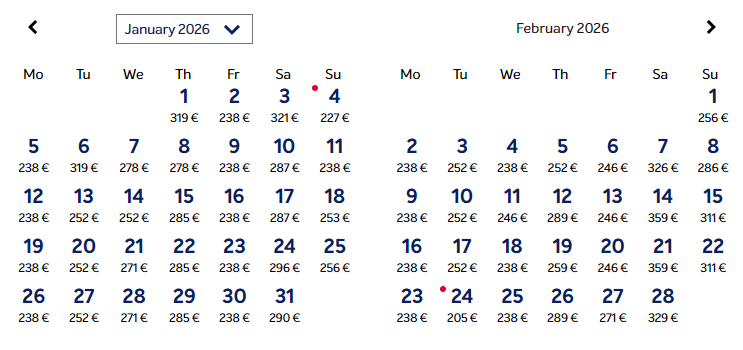 January 2026
Mo Tu We Th Fr Sa Su
1 2 3 4
319 € 238 € 321 € 227 €
5 6 7 8 9 10 11
238 € 319 € 278 € 278 € 238 € 287 € 238 €
12 13 14 15 16 17 18
238 € 252 € 252 € 285 € 238 € 287 € 253 €
19 20 21 22 23 24 25
238 € 252 € 271 € 285 € 238 € 296 € 256 €
26 27 28 29 30 31
238 € 252 € 271 € 285 € 238 € 290 €
February 2026
Mo Tu We Th Fr Sa Su
1
256 €
2 3 4 5 6 7 8
238 € 252 € 238 € 252 € 246 € 326 € 286 €
9 10 11 12 13 14 15
238 € 252 € 246 € 289 € 246 € 359 € 311 €
16 17 18 19 20 21 22
238 € 252 € 238 € 259 € 246 € 359 € 311 €
23 24 25 26 27 28
238 € 205 € 238 € 289 € 271 € 329 €